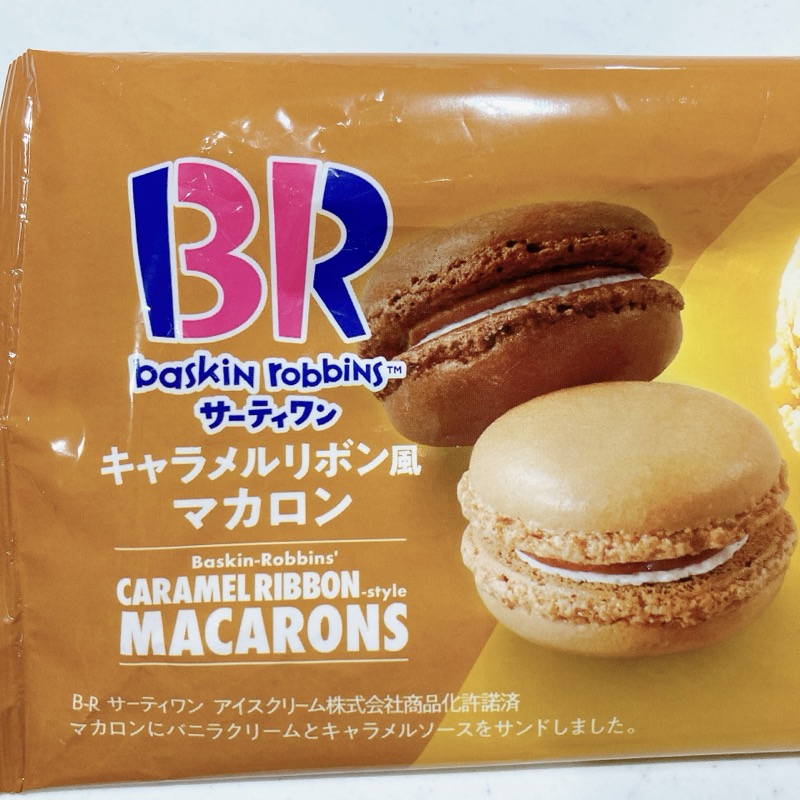 BR
baskin robbins™
サーティワン
キャラメルリボン風
マカロン
Baskin-Robbins'
CARAMEL RIBBON-style
MACARONS
B-R サーティワン アイスクリーム株式会社商品化許諾済
マカロンにバニラクリームとキャラメルソースをサンドしました。